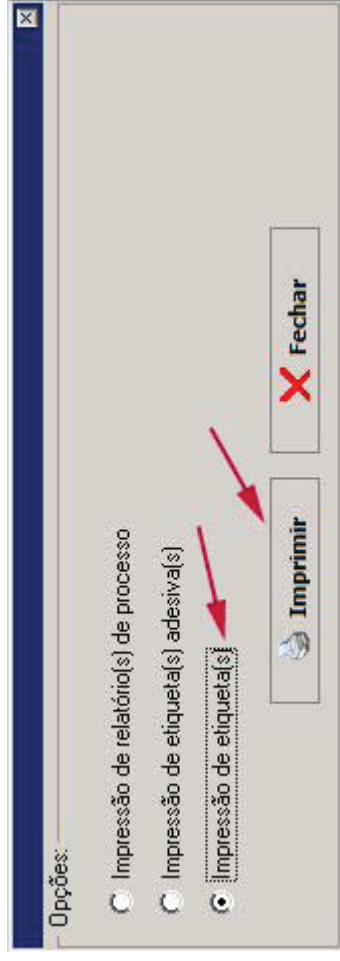 Opções:
Impressão de relatório(s) de processo
Impressão de etiqueta(s) adesiva(s)
Impressão de etiqueta(s)
Imprimir
Fechar